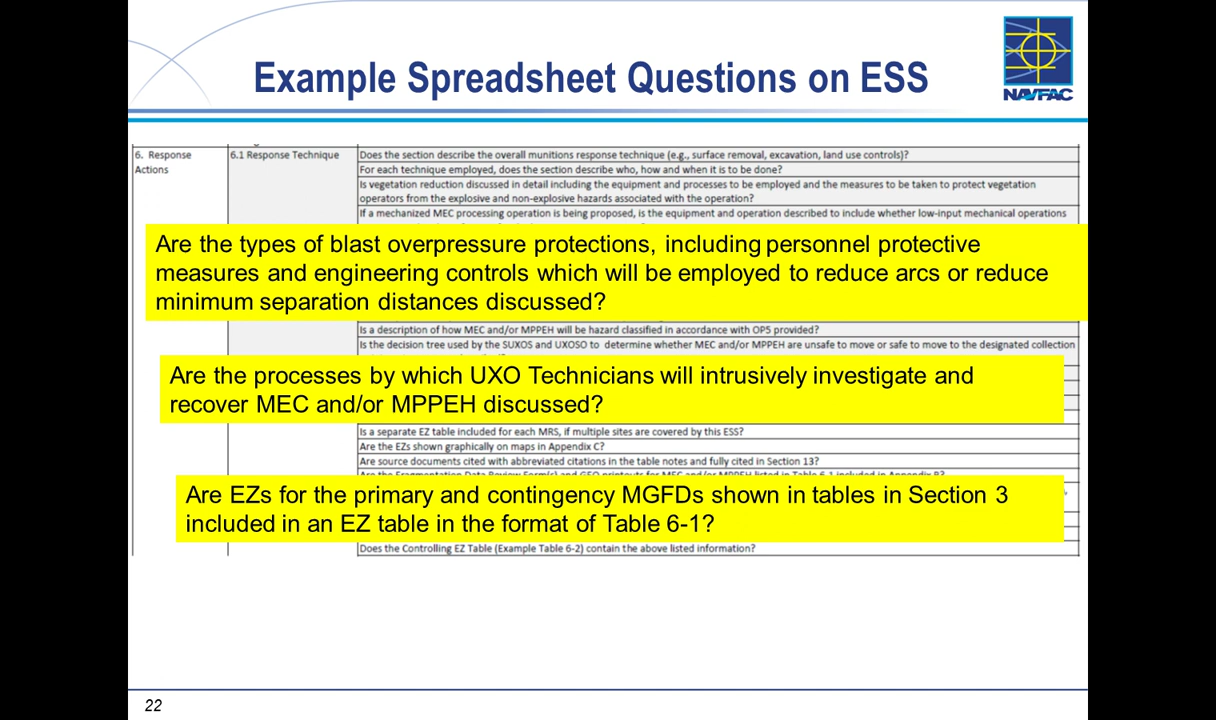 Example Spreadsheet Questions on ESS
NAVFAC
6. Response
Actions
6.1 Response Technique
Does the section describe the overall munitions response technique (e.g., surface removal, excavation, land use controls)?
For each technique employed, does the section describe who, how and when it is to be done?
Is vegetation reduction discussed in detail including the equipment and processes to be employed and the measures to be taken to protect vegetation
operators from the explosive and non-explosive hazards associated with the operation?
If a mechanized MEC processing operation is being proposed, is the equipment and operation described to include whether low-input mechanical operations
Are the types of blast overpressure protections, including personnel protective
measures and engineering controls which will be employed to reduce arcs or reduce
minimum separation distances discussed?
Is a description of how MEC and/or MPPEH will be hazard classified in accordance with OP5 provided?
Is the decision tree used by the SUXOS and UXOSO to determine whether MEC and/or MPPEH are unsafe to move or safe to move to the designated collection
Are the processes by which UXO Technicians will intrusively investigate and
recover MEC and/or MPPEH discussed?
Is a separate EZ table included for each MRS, if multiple sites are covered by this ESS?
Are the EZs shown graphically on maps in Appendix C?
Are source documents cited with abbreviated citations in the table notes and fully cited in Section 13?
Are EZs for the primary and contingency MGFDs shown in tables in Section 3
included in an EZ table in the format of Table 6-1?
Does the Controlling EZ Table (Example Table 6-2) contain the above listed information?
22